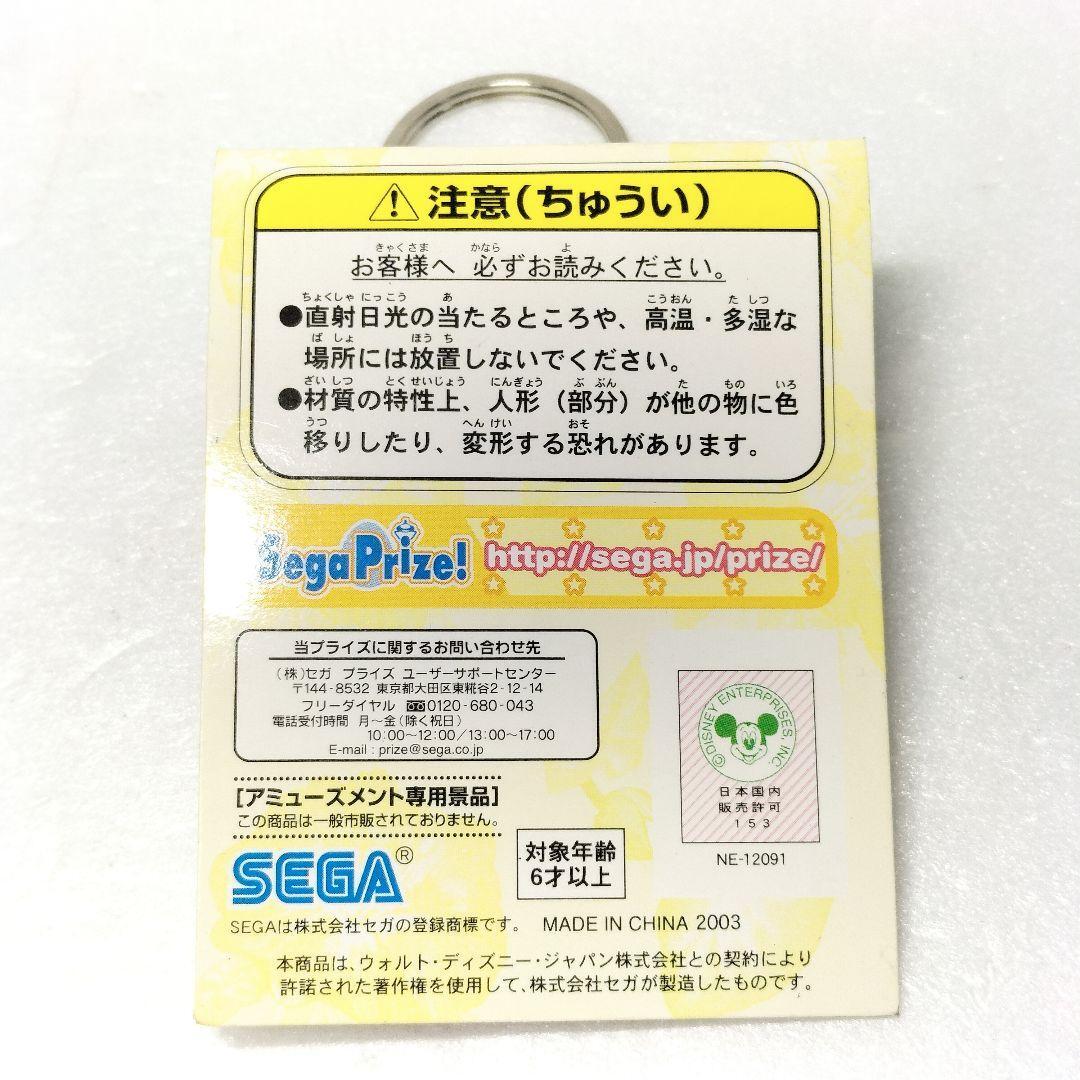 注意(ちゅうい)
お客様へ 必ずお読みください。
きゃくさま かなら よ
●直射日光の当たるところや、高温・多湿な
ちょくしゃ にっこう あ こうおん た しつ
場所には放置しないでください。
ば しょ ほう ち
●材質の特性上、人形(部分)が他の物に色
ざい しつ とく せいじょう にんぎょう ぶ ぶん た もの いろ
移りしたり、変形する恐れがあります。
うつ へん けい おそ
Sega Prize! http://sega.jp/prize/
当プライズに関するお問い合わせ先
(株)セガ プライズ ユーザーサポートセンター
〒144-8532 東京都大田区東糀谷2-12-14
フリーダイヤル 0120-680-043
電話受付時間 月〜金(除く祝日)
10:00〜12:00/13:00〜17:00
E-mail : prize@sega.co.jp
©DISNEY ENTERPRISES, INC.
日本国内
販売許可
153
NE-12091
[アミューズメント専用景品]
この商品は一般市販されておりません。
SEGA®
対象年齢
6才以上
SEGAは株式会社セガの登録商標です。 MADE IN CHINA 2003
本商品は、ウォルト・ディズニー・ジャパン株式会社との契約により
許諾された著作権を使用して、株式会社セガが製造したものです。